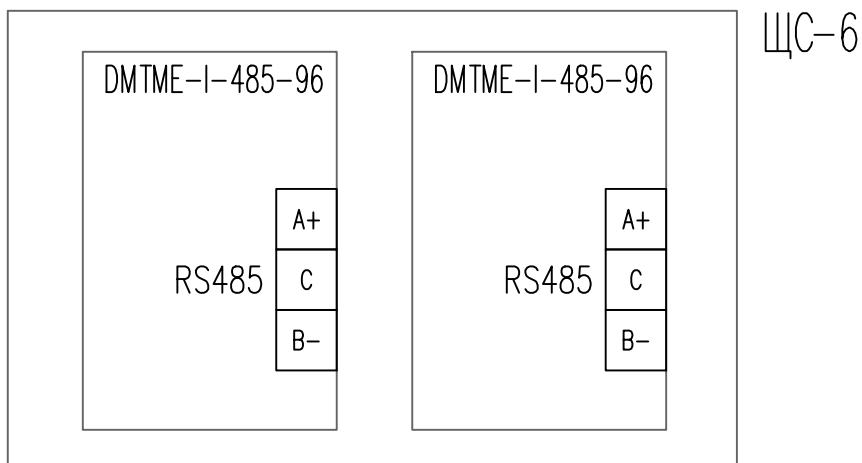 ЩС-6
DMTME-I-485-96
DMTME-I-485-96
A+
RS485
C
B-
A+
RS485
C
B-